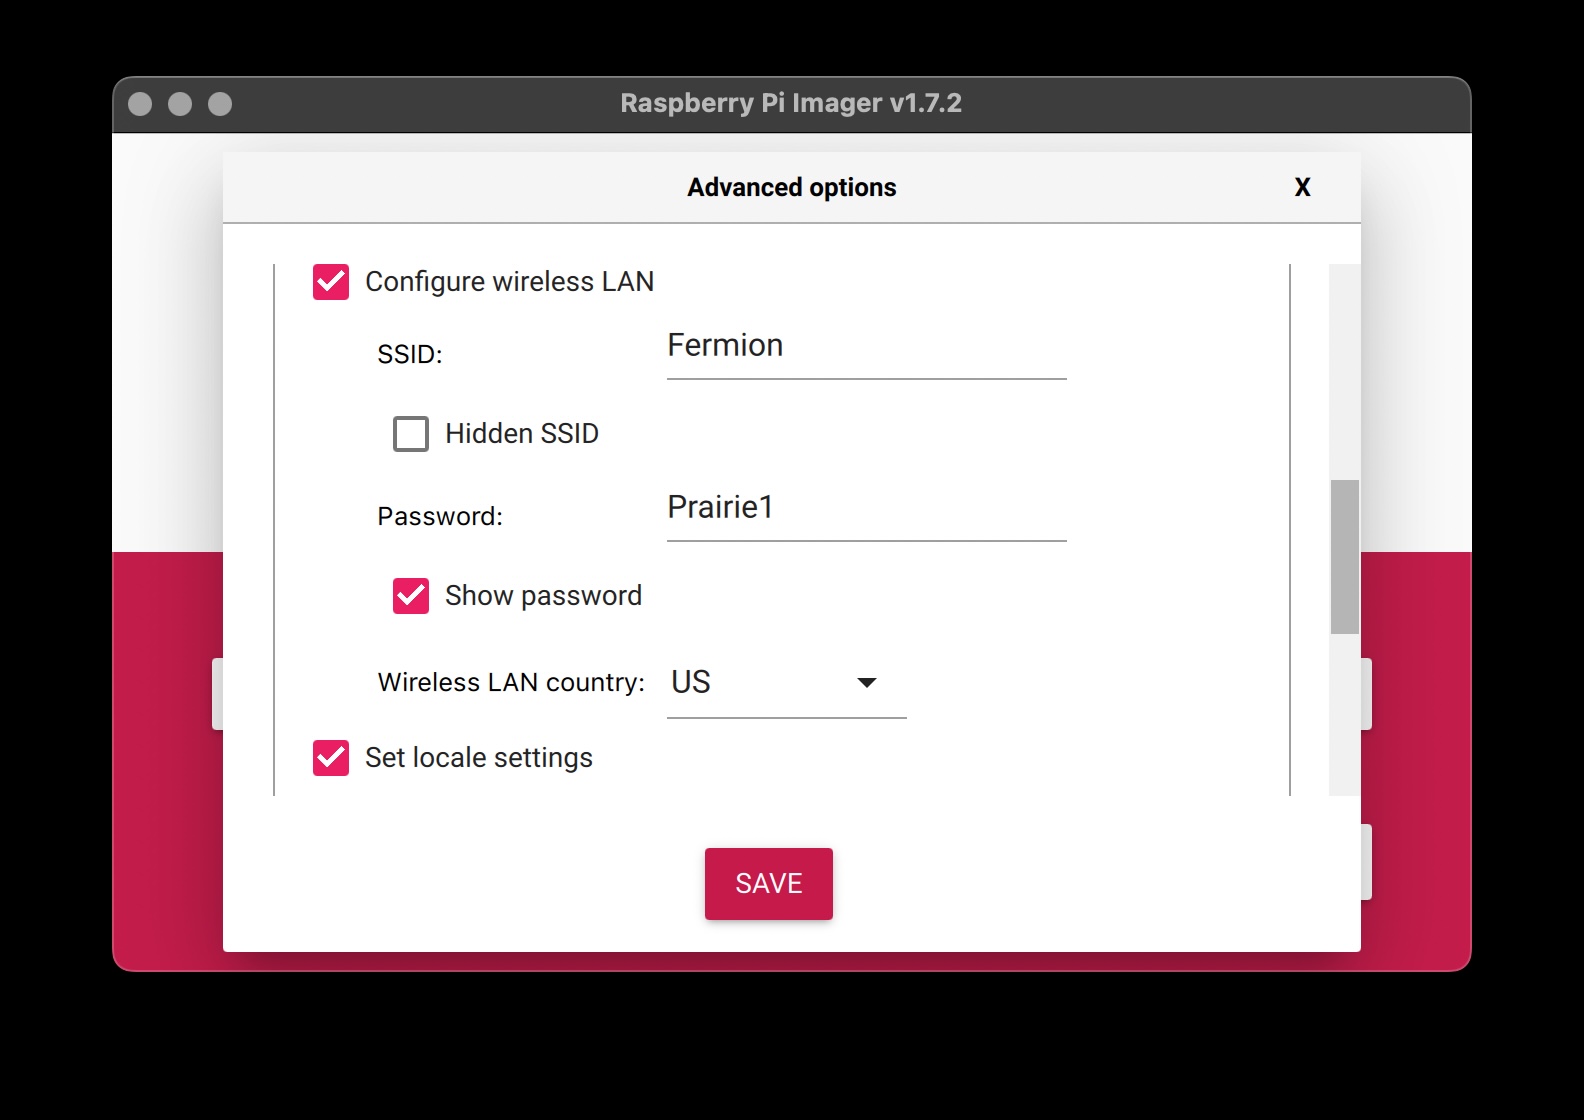 Raspberry Pi Imager v1.7.2
Advanced options X
Configure wireless LAN
SSID: Fermion
Hidden SSID
Password: Prairie1
Show password
Wireless LAN country: US
Set locale settings
SAVE